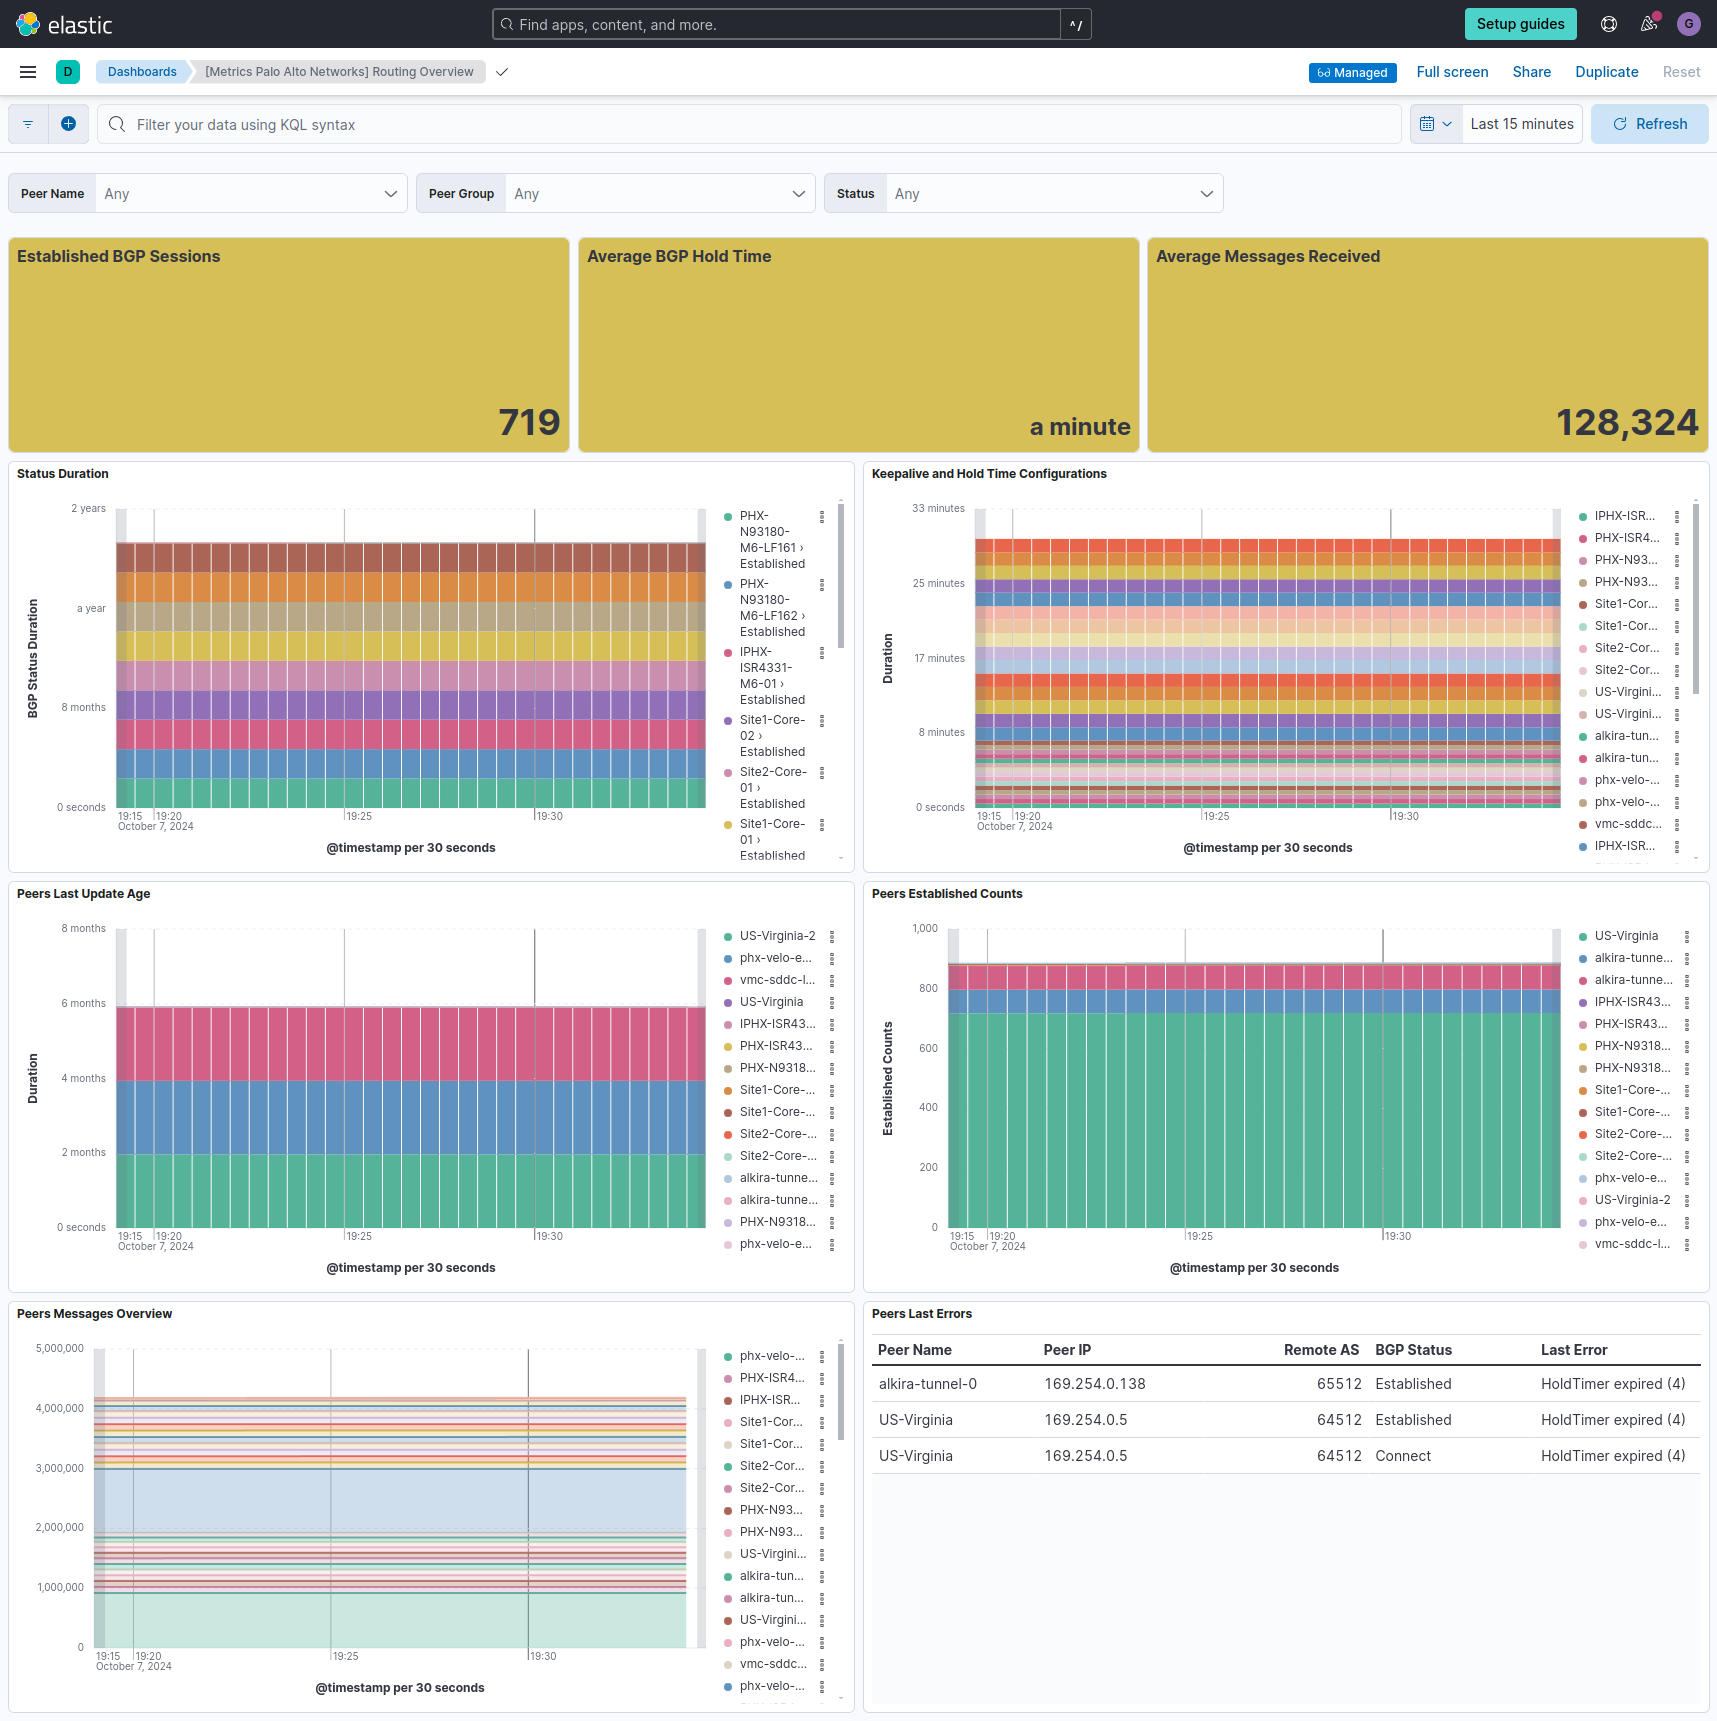 elastic
Find apps, content, and more.
^/
Setup guides
G
D
Dashboards
[Metrics Palo Alto Networks] Routing Overview
Managed
Full screen
Share
Duplicate
Reset
Filter your data using KQL syntax
Last 15 minutes
Refresh
Peer Name
Any
Peer Group
Any
Status
Any
Established BGP Sessions
719
Average BGP Hold Time
a minute
Average Messages Received
128,324
Status Duration
BGP Status Duration
2 years
a year
8 months
0 seconds
19:15
19:20
19:25
19:30
October 7, 2024
@timestamp per 30 seconds
PHX-
N93180-
M6-LF161 ›
Established
PHX-
N93180-
M6-LF162 ›
Established
IPHX-
ISR4331-
M6-01 ›
Established
Site1-Core-
02 ›
Established
Site2-Core-
01 ›
Established
Site1-Core-
01 ›
Established
Keepalive and Hold Time Configurations
Duration
33 minutes
25 minutes
17 minutes
8 minutes
0 seconds
19:15
19:20
19:25
19:30
October 7, 2024
@timestamp per 30 seconds
IPHX-ISR...
PHX-ISR4...
PHX-N93...
PHX-N93...
Site1-Cor...
Site1-Cor...
Site2-Cor...
Site2-Cor...
US-Virgini...
US-Virgini...
alkira-tun...
alkira-tun...
phx-velo-...
phx-velo-...
vmc-sddc...
IPHX-ISR...
Peers Last Update Age
Duration
8 months
6 months
4 months
2 months
0 seconds
19:15
19:20
19:25
19:30
October 7, 2024
@timestamp per 30 seconds
US-Virginia-2
phx-velo-e...
vmc-sddc-l...
US-Virginia
IPHX-ISR43...
PHX-ISR43...
PHX-N9318...
Site1-Core-...
Site1-Core-...
Site2-Core-...
Site2-Core-...
alkira-tunne...
alkira-tunne...
PHX-N9318...
phx-velo-e...
Peers Established Counts
Established Counts
1,000
800
600
400
200
0
19:15
19:20
19:25
19:30
October 7, 2024
@timestamp per 30 seconds
US-Virginia
alkira-tunne...
alkira-tunne...
IPHX-ISR43...
PHX-ISR43...
PHX-N9318...
PHX-N9318...
Site1-Core-...
Site1-Core-...
Site2-Core-...
Site2-Core-...
phx-velo-e...
US-Virginia-2
phx-velo-e...
vmc-sddc-l...
Peers Messages Overview
5,000,000
4,000,000
3,000,000
2,000,000
1,000,000
0
19:15
19:20
19:25
19:30
October 7, 2024
@timestamp per 30 seconds
phx-velo-...
PHX-ISR4...
IPHX-ISR...
Site1-Cor...
Site1-Cor...
Site2-Cor...
Site2-Cor...
PHX-N93...
PHX-N93...
US-Virgini...
alkira-tun...
alkira-tun...
US-Virgini...
phx-velo-...
vmc-sddc...
phx-velo-...
Peers Last Errors
Peer Name Peer IP Remote AS BGP Status Last Error
alkira-tunnel-0 169.254.0.138 65512 Established HoldTimer expired (4)
US-Virginia 169.254.0.5 64512 Established HoldTimer expired (4)
US-Virginia 169.254.0.5 64512 Connect HoldTimer expired (4)